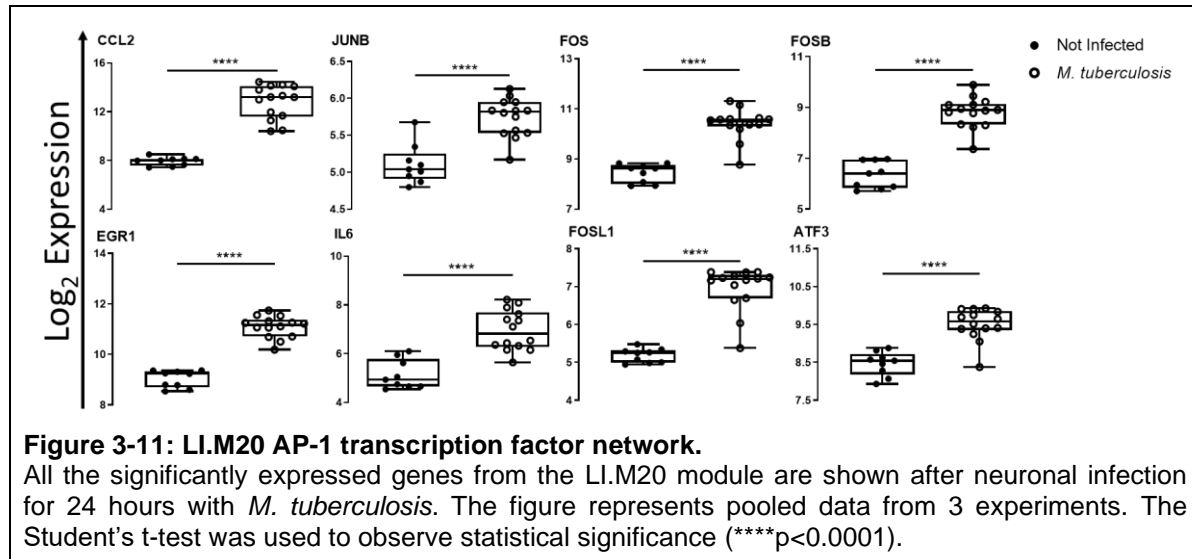 CCL2
JUNB
FOS
FOSB
● Not Infected
○ M. tuberculosis
****
****
****
****
16
12
8
4
6.5
6.0
5.5
5.0
4.5
13
11
9
7
11
9
7
5
Log2 Expression
EGR1
IL6
FOSL1
ATF3
****
****
****
****
14
12
10
8
10
8
6
4
8
7
6
5
4
11.5
10.5
9.5
8.5
7.5
Figure 3-11: LI.M20 AP-1 transcription factor network.
All the significantly expressed genes from the LI.M20 module are shown after neuronal infection
for 24 hours with M. tuberculosis. The figure represents pooled data from 3 experiments. The
Student’s t-test was used to observe statistical significance (****p<0.0001).